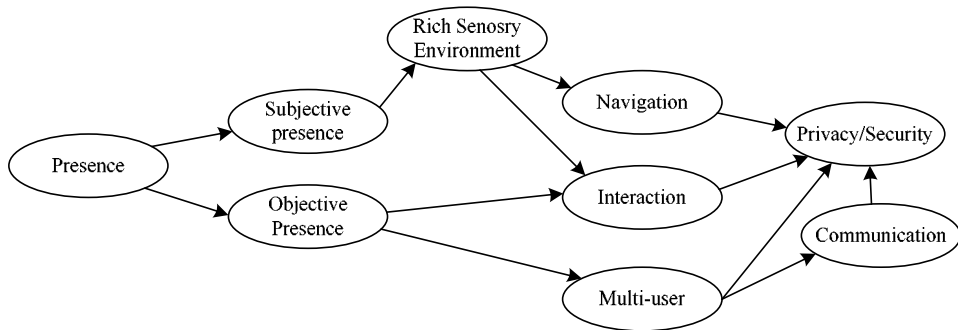 Rich Senosry
Environment
Subjective
presence
Navigation
Privacy/Security
Presence
Objective
Presence
Interaction
Communication
Multi-user